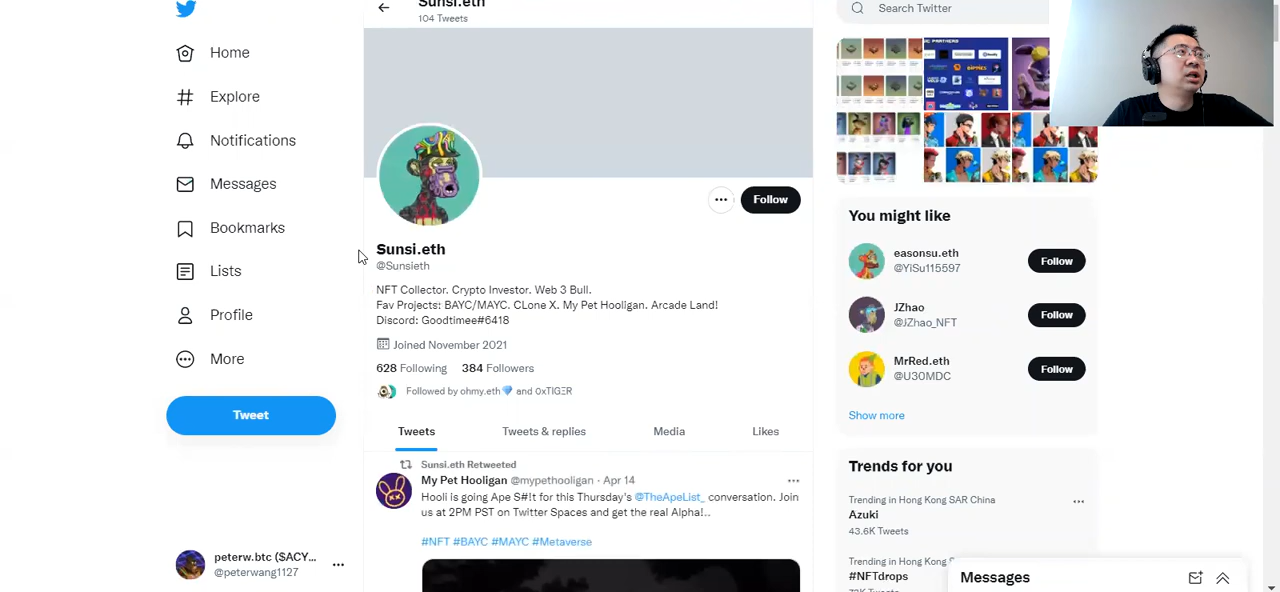 Sunsi.eth
104 Tweets
Search Twitter
Home
Explore
Notifications
Messages
Bookmarks
Lists
Profile
More
Tweet
peterw.btc ($ACY...
@peterwang1127
Follow
Sunsi.eth
@Sunsieth
NFT Collector. Crypto Investor. Web 3 Bull.
Fav Projects: BAYC/MAYC. CLone X. My Pet Hooligan. Arcade Land!
Discord: Goodtimee#6418
Joined November 2021
628 Following 384 Followers
Followed by ohmy.eth💎 and 0xTIGΞR
Tweets Tweets & replies Media Likes
Sunsi.eth Retweeted
My Pet Hooligan @mypethooligan · Apr 14
Hooli is going Ape S#!t for this Thursday's @TheApeList_ conversation. Join
us at 2PM PST on Twitter Spaces and get the real Alpha!..
#NFT #BAYC #MAYC #Metaverse
You might like
easonsu.eth
@YiSu115597
Follow
JZhao
@JZhao_NFT
Follow
MrRed.eth
@U30MDC
Follow
Show more
Trends for you
Trending in Hong Kong SAR China
Azuki
43.6K Tweets
Trending in Hong Kong S
#NFTdrops
Messages